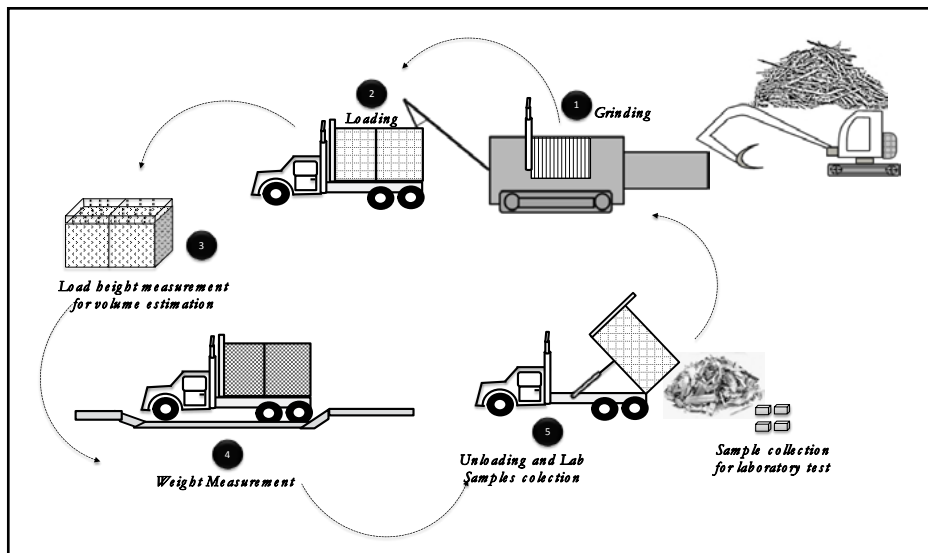 1
Grinding
2
Loading
3
Load height measurement
for volume estimation
4
Weight Measurement
5
Unloading and Lab
Samples colection
Sample collection
for laboratory test